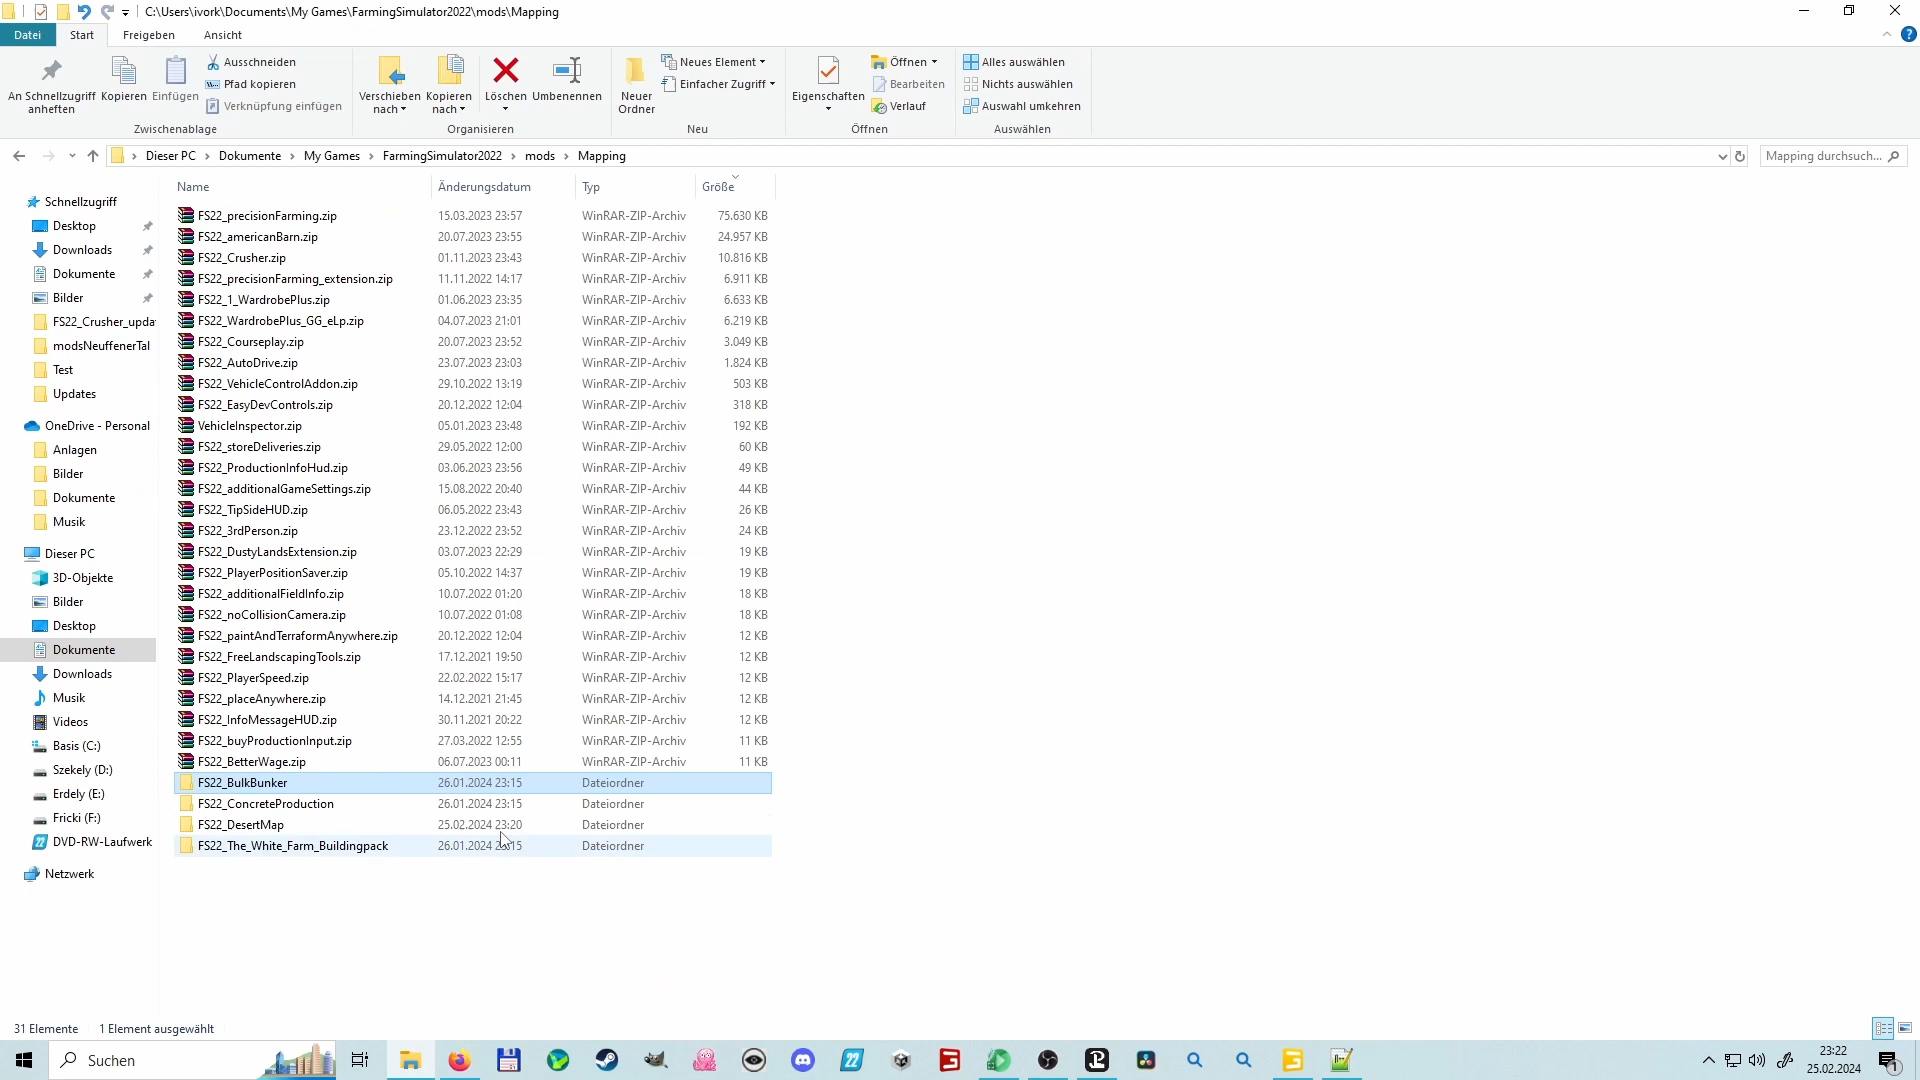 C:\Users\ivork\Documents\My Games\FarmingSimulator2022\mods\Mapping
Datei Start Freigeben Ansicht
An Schnellzugriff anheften
Kopieren
Einfügen
Ausschneiden
Pfad kopieren
Verknüpfung einfügen
Zwischenablage
Verschieben nach
Kopieren nach
Löschen
Umbenennen
Organisieren
Neuer Ordner
Neues Element
Einfacher Zugriff
Neu
Eigenschaften
Öffnen
Bearbeiten
Verlauf
Öffnen
Alles auswählen
Nichts auswählen
Auswahl umkehren
Auswählen
Dieser PC › Dokumente › My Games › FarmingSimulator2022 › mods › Mapping
Mapping durchsuch...
Schnellzugriff
Desktop
Downloads
Dokumente
Bilder
FS22_Crusher_upda
modsNeuffenerTal
Test
Updates
OneDrive - Personal
Anlagen
Bilder
Dokumente
Musik
Dieser PC
3D-Objekte
Bilder
Desktop
Dokumente
Downloads
Musik
Videos
Basis (C:)
Szekely (D:)
Erdely (E:)
Fricki (F:)
DVD-RW-Laufwerk
Netzwerk
Name Änderungsdatum Typ Größe
FS22_precisionFarming.zip 15.03.2023 23:57 WinRAR-ZIP-Archiv 75.630 KB
FS22_americanBarn.zip 20.07.2023 23:55 WinRAR-ZIP-Archiv 24.957 KB
FS22_Crusher.zip 01.11.2023 23:43 WinRAR-ZIP-Archiv 10.816 KB
FS22_precisionFarming_extension.zip 11.11.2022 14:17 WinRAR-ZIP-Archiv 6.911 KB
FS22_1_WardrobePlus.zip 01.06.2023 23:35 WinRAR-ZIP-Archiv 6.633 KB
FS22_WardrobePlus_GG_eLp.zip 04.07.2023 21:01 WinRAR-ZIP-Archiv 6.219 KB
FS22_Courseplay.zip 20.07.2023 23:52 WinRAR-ZIP-Archiv 3.049 KB
FS22_AutoDrive.zip 23.07.2023 23:03 WinRAR-ZIP-Archiv 1.824 KB
FS22_VehicleControlAddon.zip 29.10.2022 13:19 WinRAR-ZIP-Archiv 503 KB
FS22_EasyDevControls.zip 20.12.2022 12:04 WinRAR-ZIP-Archiv 318 KB
VehicleInspector.zip 05.01.2023 23:48 WinRAR-ZIP-Archiv 192 KB
FS22_storeDeliveries.zip 29.05.2022 12:00 WinRAR-ZIP-Archiv 60 KB
FS22_ProductionInfoHud.zip 03.06.2023 23:56 WinRAR-ZIP-Archiv 49 KB
FS22_additionalGameSettings.zip 15.08.2022 20:40 WinRAR-ZIP-Archiv 44 KB
FS22_TipSideHUD.zip 06.05.2022 23:43 WinRAR-ZIP-Archiv 26 KB
FS22_3rdPerson.zip 23.12.2022 23:52 WinRAR-ZIP-Archiv 24 KB
FS22_DustyLandsExtension.zip 03.07.2023 22:29 WinRAR-ZIP-Archiv 19 KB
FS22_PlayerPositionSaver.zip 05.10.2022 14:37 WinRAR-ZIP-Archiv 19 KB
FS22_additionalFieldInfo.zip 10.07.2022 01:20 WinRAR-ZIP-Archiv 18 KB
FS22_noCollisionCamera.zip 10.07.2022 01:08 WinRAR-ZIP-Archiv 18 KB
FS22_paintAndTerraformAnywhere.zip 20.12.2022 12:04 WinRAR-ZIP-Archiv 12 KB
FS22_FreeLandscapingTools.zip 17.12.2021 19:50 WinRAR-ZIP-Archiv 12 KB
FS22_PlayerSpeed.zip 22.02.2022 15:17 WinRAR-ZIP-Archiv 12 KB
FS22_placeAnywhere.zip 14.12.2021 21:45 WinRAR-ZIP-Archiv 12 KB
FS22_InfoMessageHUD.zip 30.11.2021 20:22 WinRAR-ZIP-Archiv 12 KB
FS22_buyProductionInput.zip 27.03.2022 12:55 WinRAR-ZIP-Archiv 11 KB
FS22_BetterWage.zip 06.07.2023 00:11 WinRAR-ZIP-Archiv 11 KB
FS22_BulkBunker 26.01.2024 23:15 Dateiordner
FS22_ConcreteProduction 26.01.2024 23:15 Dateiordner
FS22_DesertMap 25.02.2024 23:20 Dateiordner
FS22_The_White_Farm_Buildingpack 26.01.2024 Dateiordner
31 Elemente 1 Element ausgewählt
Suchen
22
23:22
25.02.2024
1